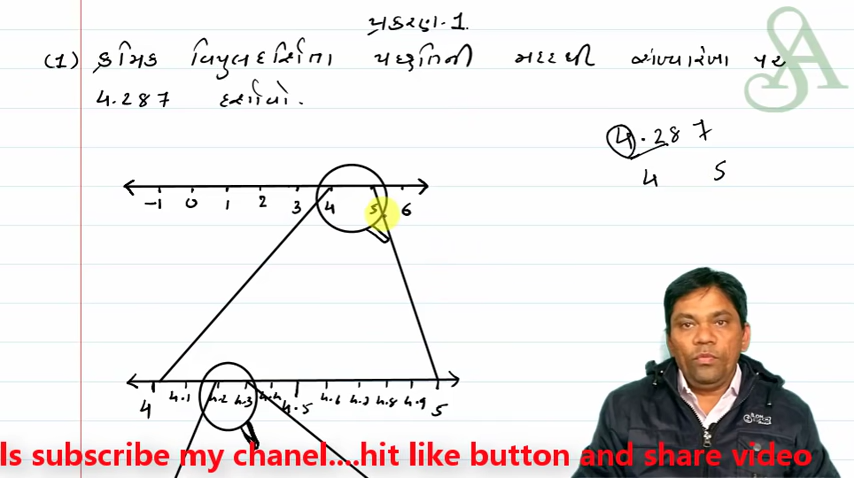 પ્રકરણ-1
(1) ક્રમિક વિપુલદર્શિતા પદ્ધતિની મદદથી સંખ્યારેખા પર
4.287 દર્શાવો.
4.287
4 5
-1 0 1 2 3 4 5 6
4 4.1 4.2 4.3 4.4 4.5 4.6 4.7 4.8 4.9 5
ls subscribe my chanel....hit like button and share video